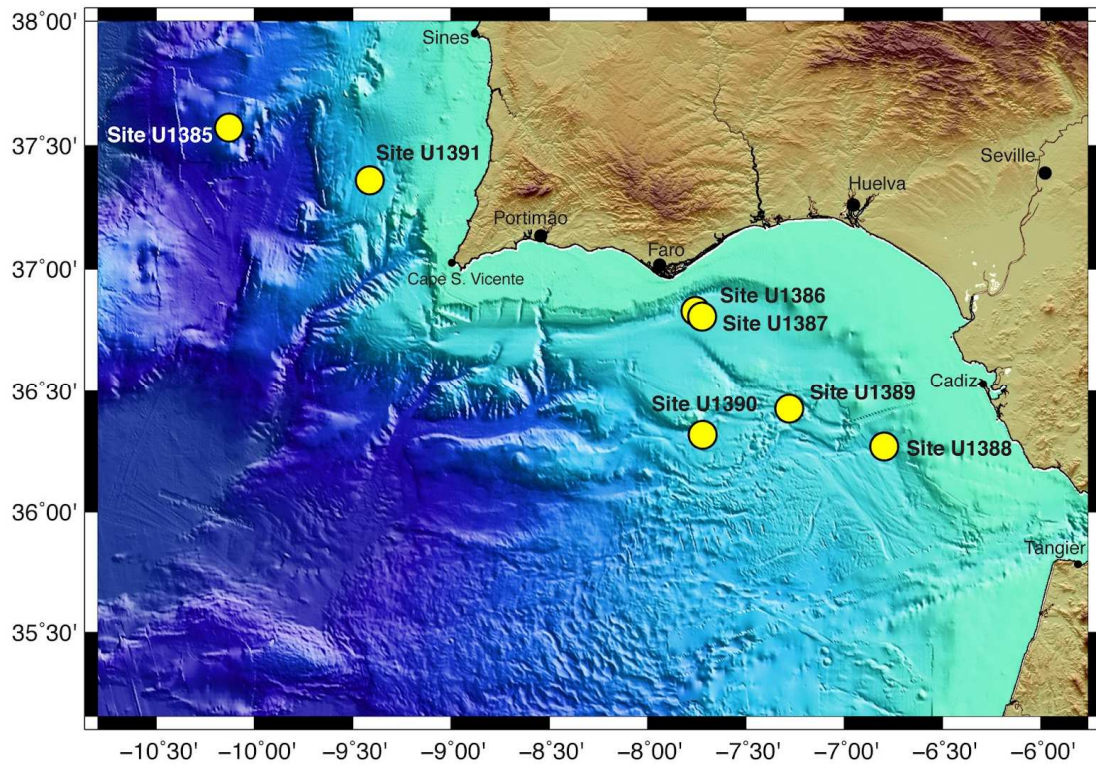 38°00'
Sines
Site U1385
37°30'
Site U1391
Seville
Huelva
Portimão
Faro
37°00'
Cape S. Vicente
Site U1386
Site U1387
36°30'
Cadiz
Site U1389
Site U1390
Site U1388
36°00'
Tangier
35°30'
−10°30' −10°00' −9°30' −9°00' −8°30' −8°00' −7°30' −7°00' −6°30' −6°00'